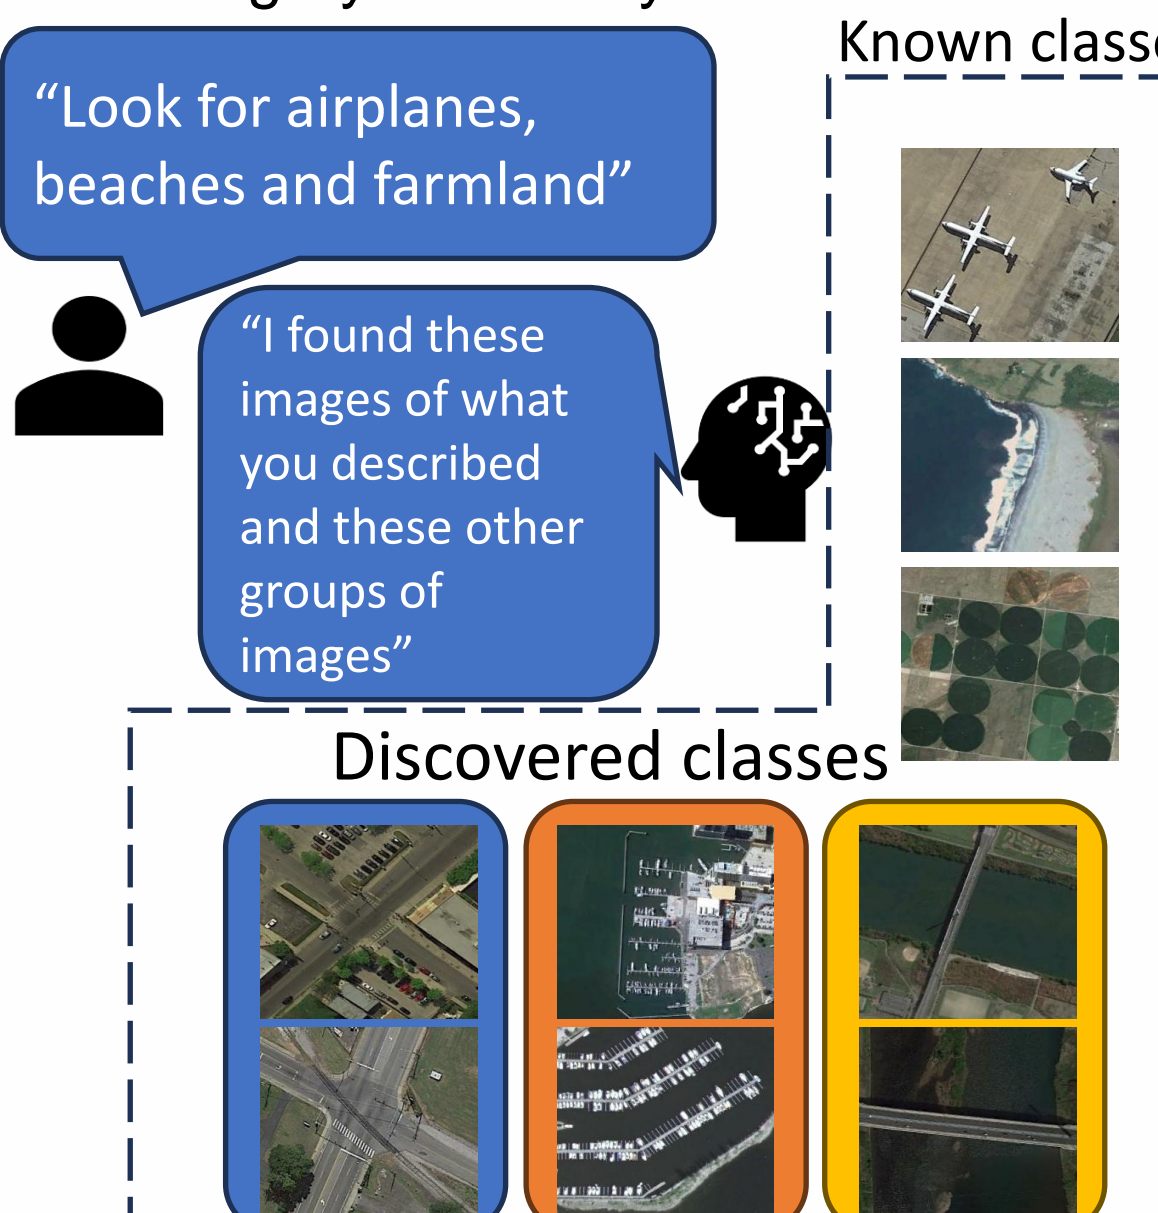 Known
“Look for airplanes,
beaches and farmland”
“I found these
images of what
you described
and these other
groups of
images”
Discovered classes